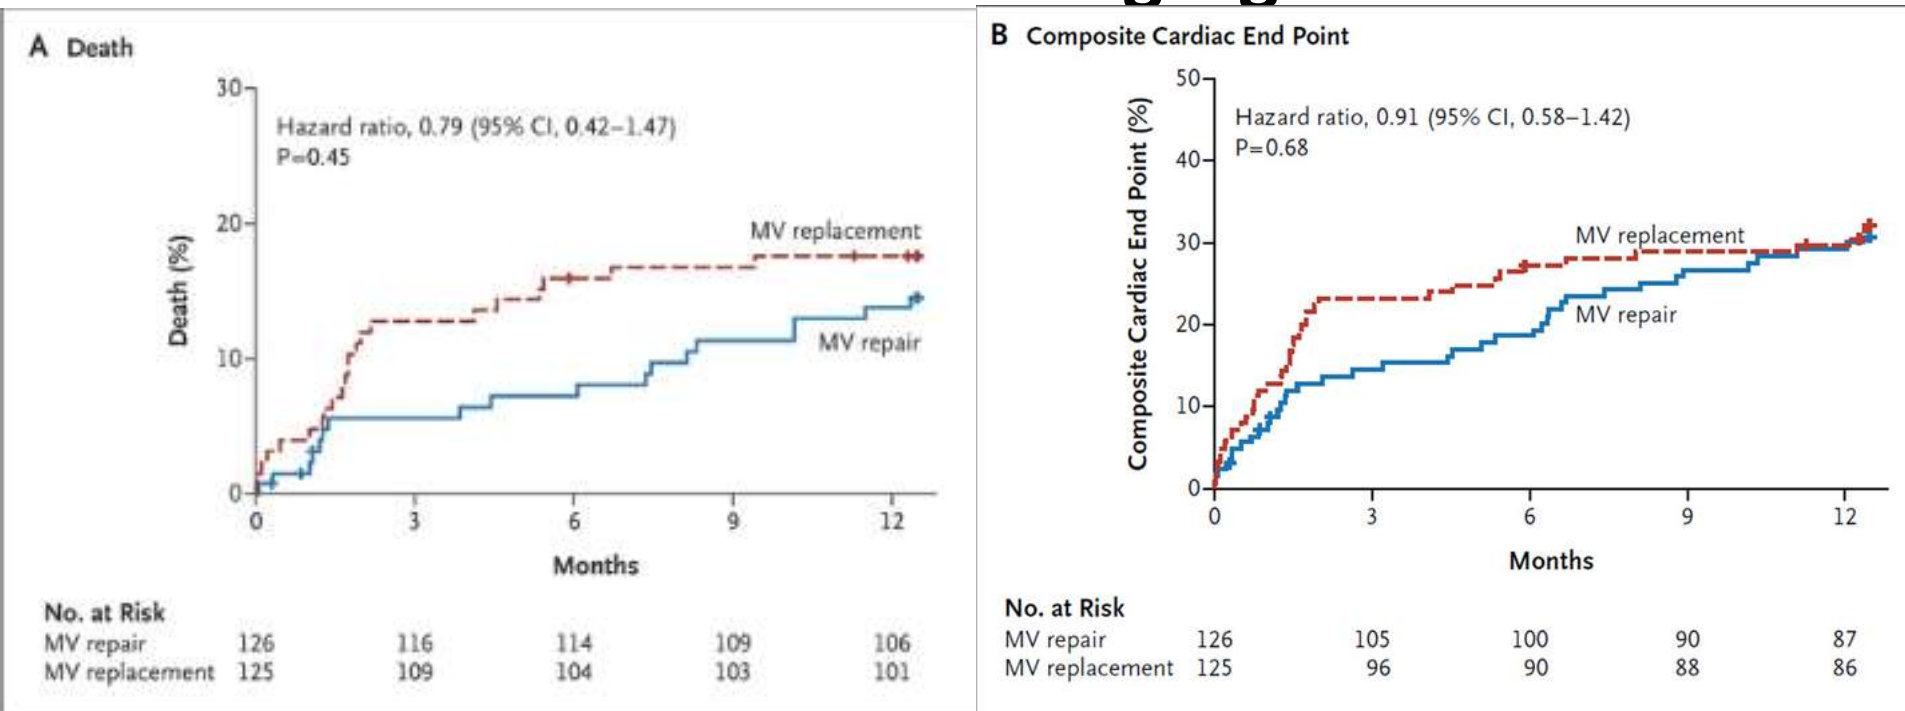 A Death
30
20
10
0
Death (%)
Hazard ratio, 0.79 (95% CI, 0.42–1.47)
P=0.45
MV replacement
MV repair
0 3 6 9 12
Months
No. at Risk
MV repair 126 116 114 109 106
MV replacement 125 109 104 103 101
B Composite Cardiac End Point
50
40
30
20
10
0
Composite Cardiac End Point (%)
Hazard ratio, 0.91 (95% CI, 0.58–1.42)
P=0.68
MV replacement
MV repair
0 3 6 9 12
Months
No. at Risk
MV repair 126 105 100 90 87
MV replacement 125 96 90 88 86